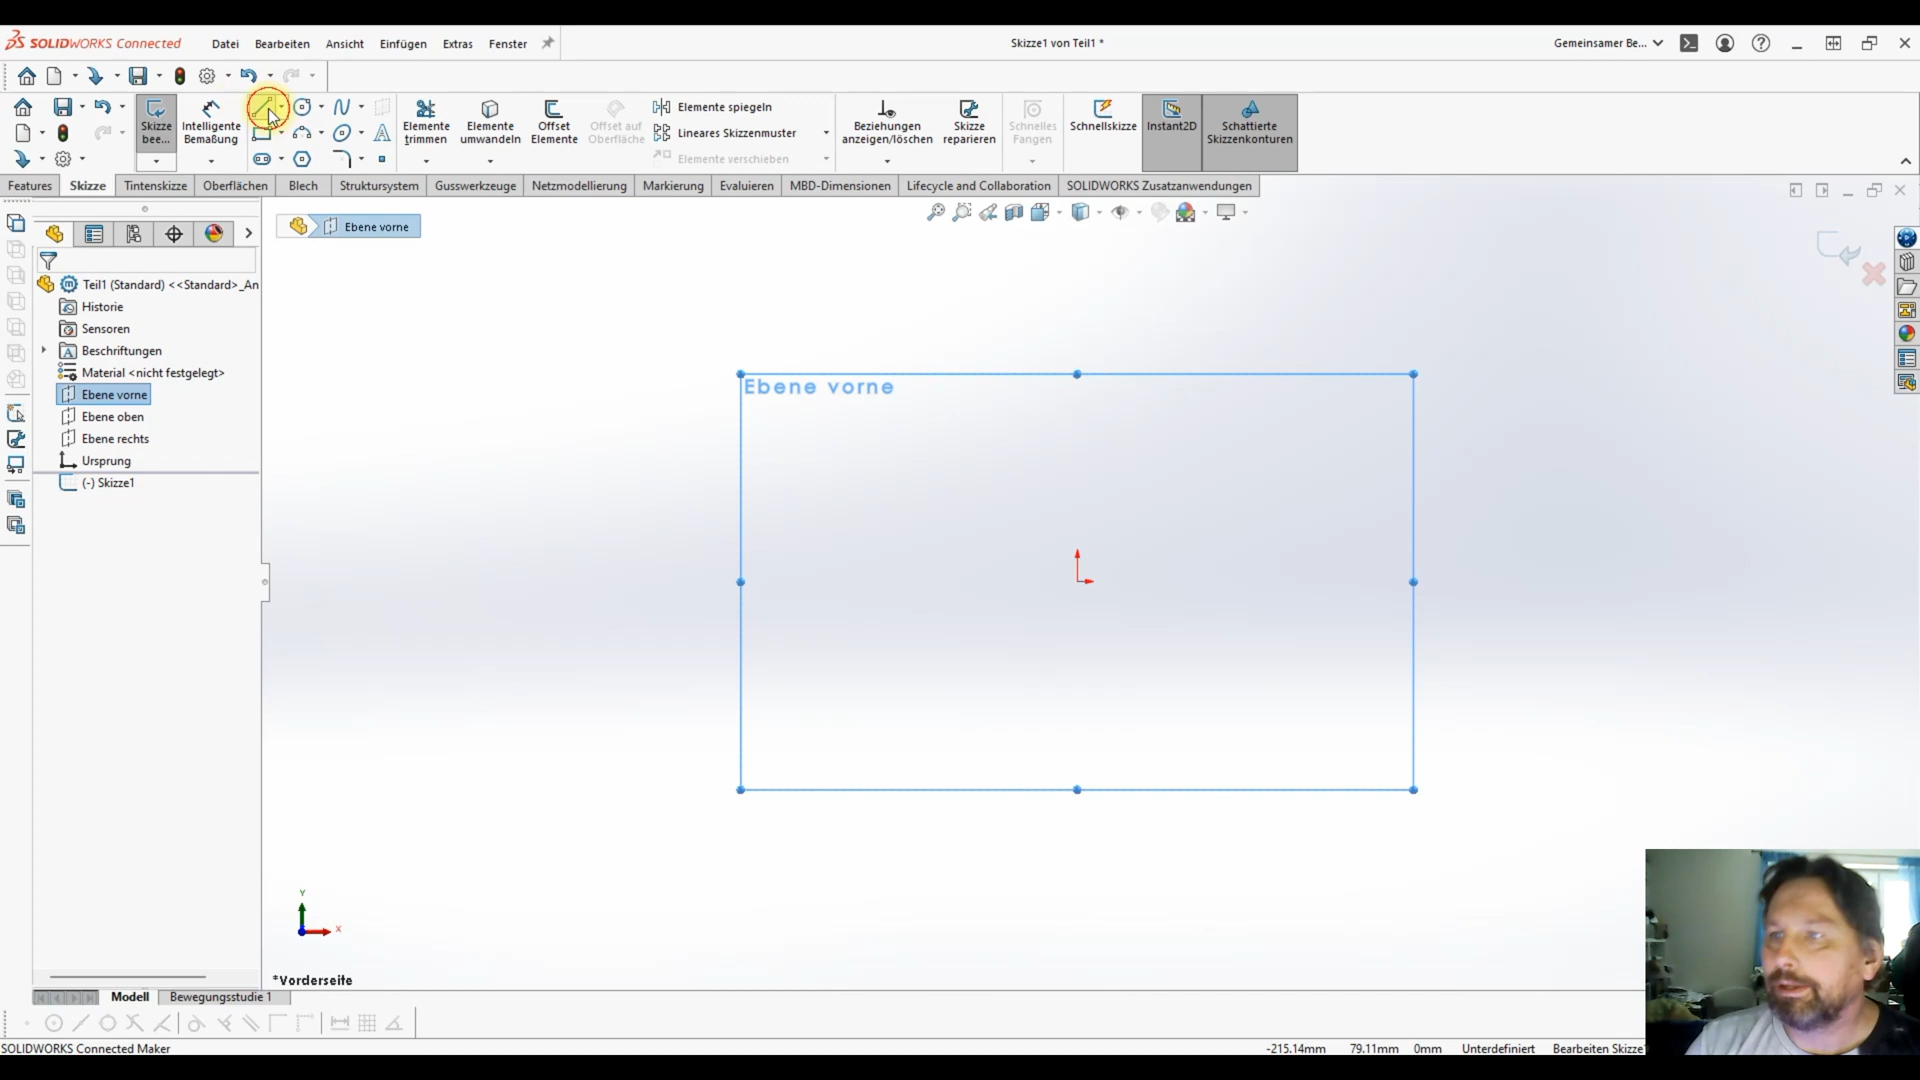 SOLIDWORKS Connected Datei Bearbeiten Ansicht Einfügen Extras Fenster Skizze1 von Teil1 * Gemeinsamer Be...
Skizze bee... Intelligente Bemaßung Elemente trimmen Elemente umwandeln Offset Elemente Offset auf Oberfläche
Elemente spiegeln
Lineares Skizzenmuster
Elemente verschieben
Beziehungen anzeigen/löschen Skizze reparieren Schnelles Fangen Schnellskizze Instant2D Schattierte Skizzenkonturen
Features Skizze Tintenskizze Oberflächen Blech Struktursystem Gusswerkzeuge Netzmodellierung Markierung Evaluieren MBD-Dimensionen Lifecycle and Collaboration SOLIDWORKS Zusatzanwendungen
Ebene vorne
Teil1 (Standard) <<Standard>_An
Historie
Sensoren
Beschriftungen
Material <nicht festgelegt>
Ebene vorne
Ebene oben
Ebene rechts
Ursprung
(-) Skizze1
Ebene vorne
Y
X
*Vorderseite
Modell Bewegungsstudie 1
SOLIDWORKS Connected Maker -215.14mm 79.11mm 0mm Unterdefiniert Bearbeiten Skizze1